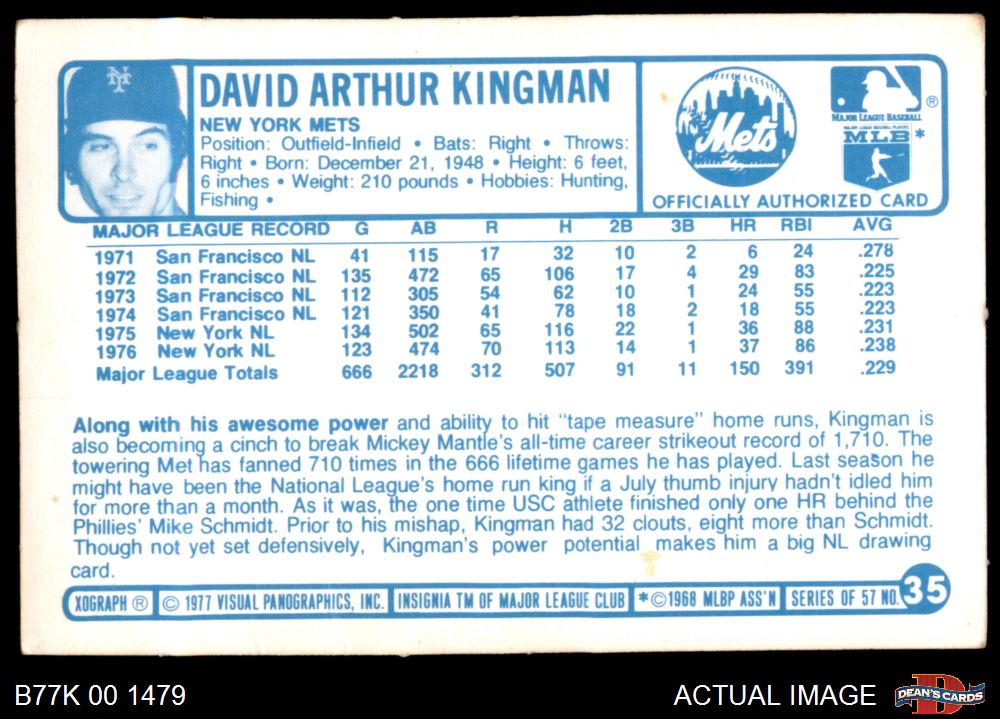 NY
DAVID ARTHUR KINGMAN
NEW YORK METS
Position: Outfield-Infield • Bats: Right • Throws:
Right • Born: December 21, 1948 • Height: 6 feet,
6 inches • Weight: 210 pounds • Hobbies: Hunting,
Fishing •
Mets
®
MAJOR LEAGUE BASEBALL
MAJOR LEAGUE BASEBALL PLAYERS
MLB*
OFFICIALLY AUTHORIZED CARD
MAJOR LEAGUE RECORD G AB R H 2B 3B HR RBI AVG
1971 San Francisco NL 41 115 17 32 10 2 6 24 .278
1972 San Francisco NL 135 472 65 106 17 4 29 83 .225
1973 San Francisco NL 112 305 54 62 10 1 24 55 .223
1974 San Francisco NL 121 350 41 78 18 2 18 55 .223
1975 New York NL 134 502 65 116 22 1 36 88 .231
1976 New York NL 123 474 70 113 14 1 37 86 .238
Major League Totals 666 2218 312 507 91 11 150 391 .229
Along with his awesome power and ability to hit "tape measure" home runs, Kingman is
also becoming a cinch to break Mickey Mantle's all-time career strikeout record of 1,710. The
towering Met has fanned 710 times in the 666 lifetime games he has played. Last season he
might have been the National League's home run king if a July thumb injury hadn't idled him
for more than a month. As it was, the one time USC athlete finished only one HR behind the
Phillies' Mike Schmidt. Prior to his mishap, Kingman had 32 clouts, eight more than Schmidt.
Though not yet set defensively, Kingman's power potential makes him a big NL drawing
card.
XOGRAPH ® © 1977 VISUAL PANOGRAPHICS, INC. INSIGNIA TM OF MAJOR LEAGUE CLUB *©1968 MLBP ASS'N SERIES OF 57 NO. 35
B77K 00 1479
ACTUAL IMAGE
DEAN'S CARDS